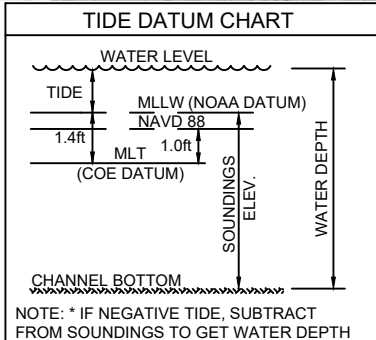 TIDE DATUM CHART
WATER LEVEL
TIDE
MLLW (NOAA DATUM)
NAVD 88
1.4ft
1.0ft
MLT
(COE DATUM)
SOUNDINGS
ELEV.
WATER DEPTH
CHANNEL BOTTOM
NOTE: * IF NEGATIVE TIDE, SUBTRACT
FROM SOUNDINGS TO GET WATER DEPTH